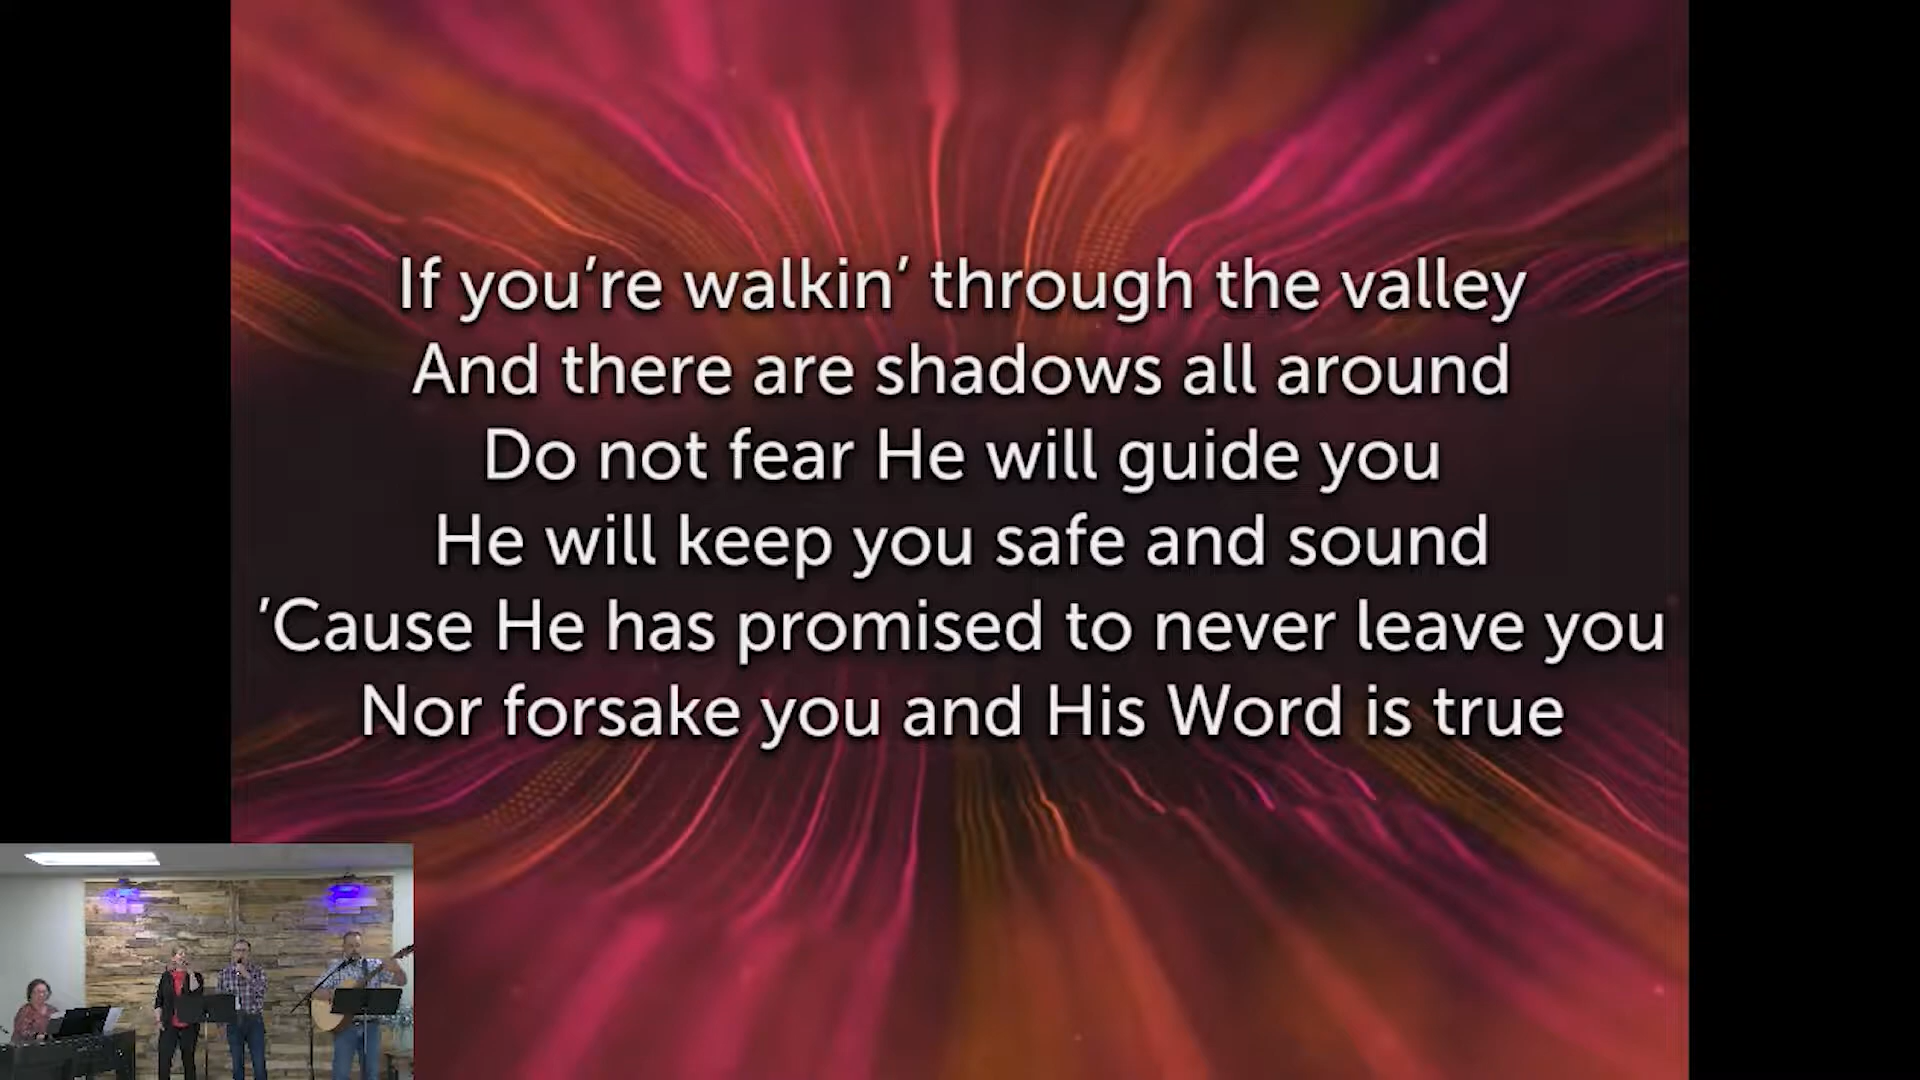 If you’re walkin’ through the valley
And there are shadows all around
Do not fear He will guide you
He will keep you safe and sound
’Cause He has promised to never leave you
Nor forsake you and His Word is true